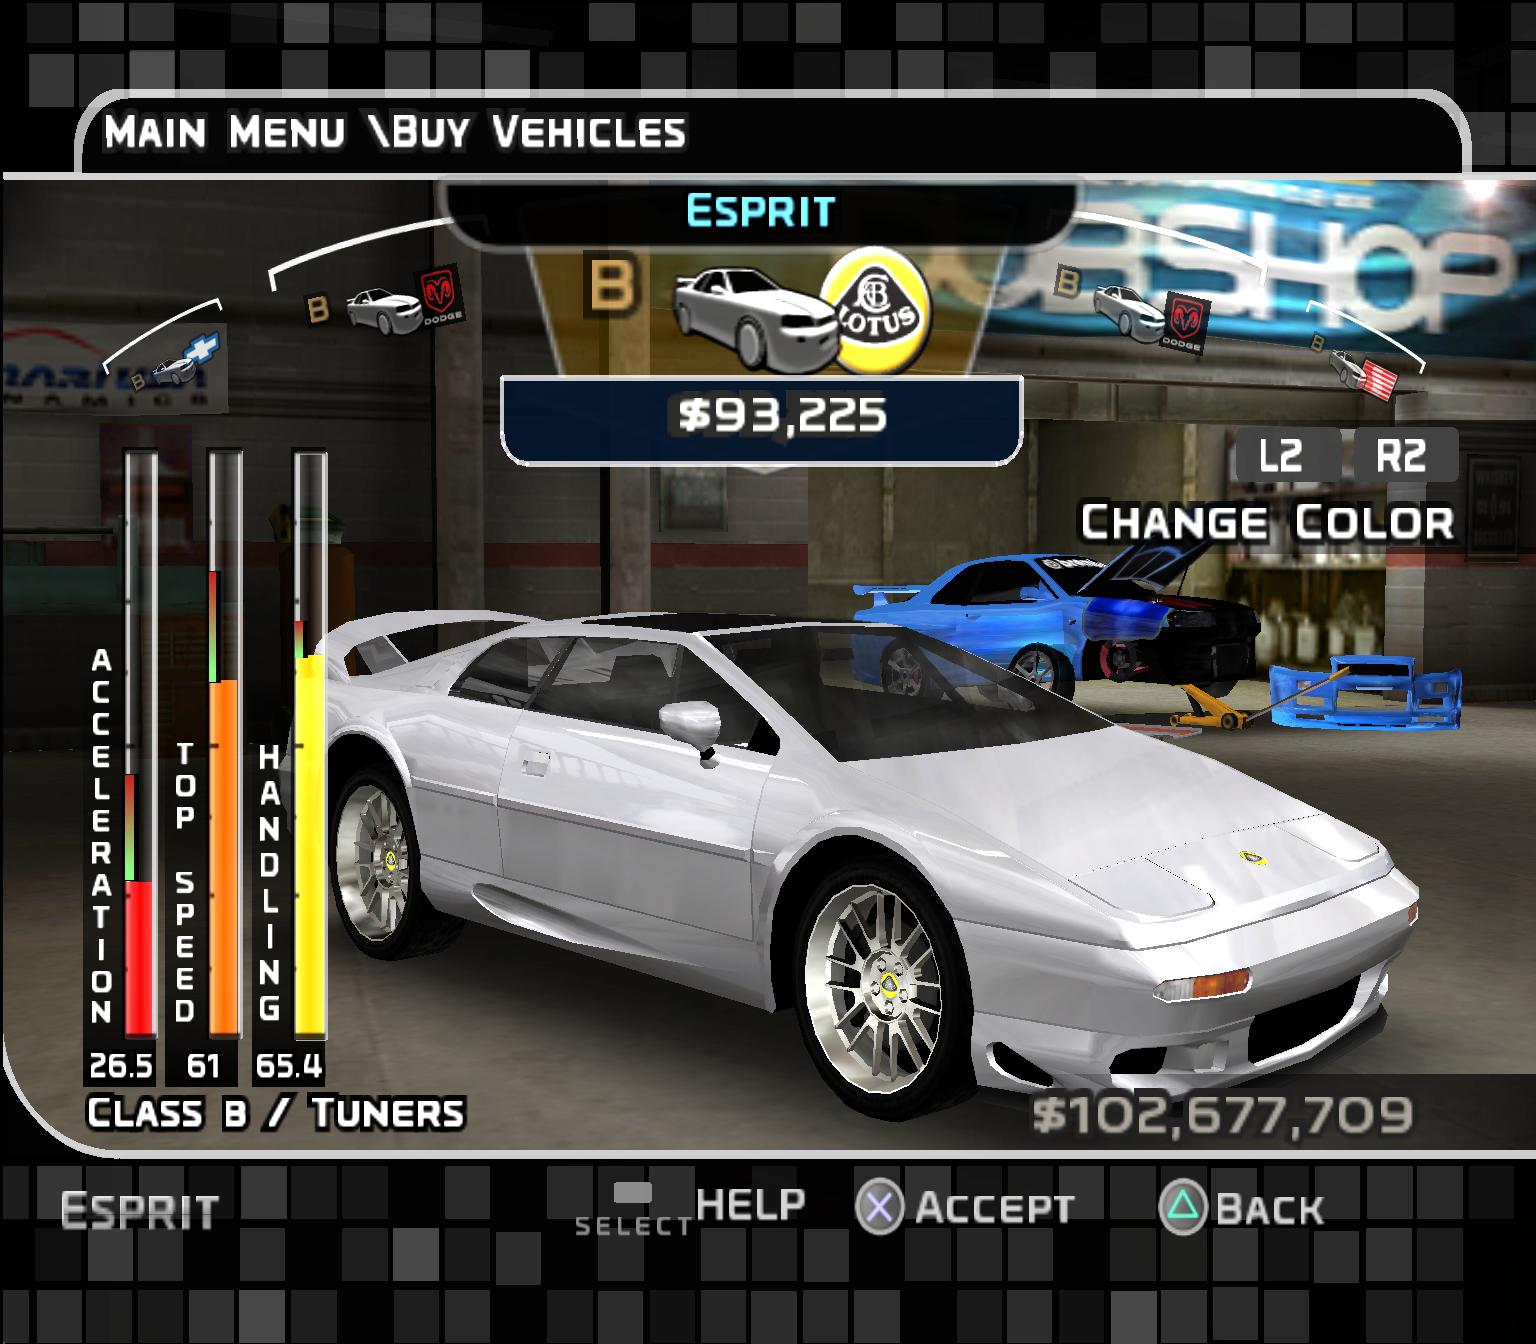 Main Menu \Buy Vehicles
Esprit
B
LOTUS
B
DODGE
B
DODGE
B
B
$93,225
L2 R2
Change Color
Acceleration
Top Speed
Handling
26.5 61 65.4
Class B / Tuners
$102,677,709
Esprit
SELECT HELP Accept Back